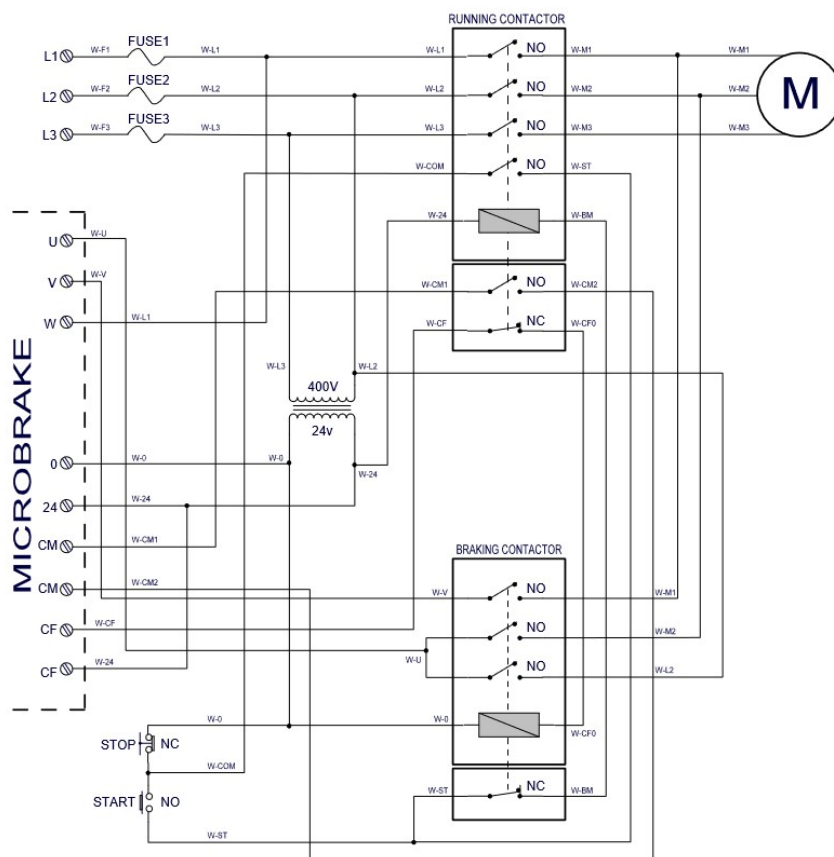 RUNNING CONTACTOR
L1 W-F1 FUSE1 W-L1 W-L1 NO W-M1 W-M1
L2 W-F2 FUSE2 W-L2 W-L2 NO W-M2 W-M2 M
L3 W-F3 FUSE3 W-L3 W-L3 NO W-M3 W-M3
W-COM NO W-ST
W-24 W-BM
U W-U
V W-V
W-CM1 NO W-CM2
W W-L1
W-CF NC W-CF0
MICROBRAKE
W-L3 W-L2
400V
24v
0 W-0 W-0
W-24
24 W-24
CM W-CM1
BRAKING CONTACTOR
CM W-CM2
W-V NO W-M1
CF W-CF
NO W-M2
W-U
CF W-24
NO W-L2
W-0 W-0
W-CF0
STOP NC
W-COM
W-ST NC W-BM
START NO
W-ST